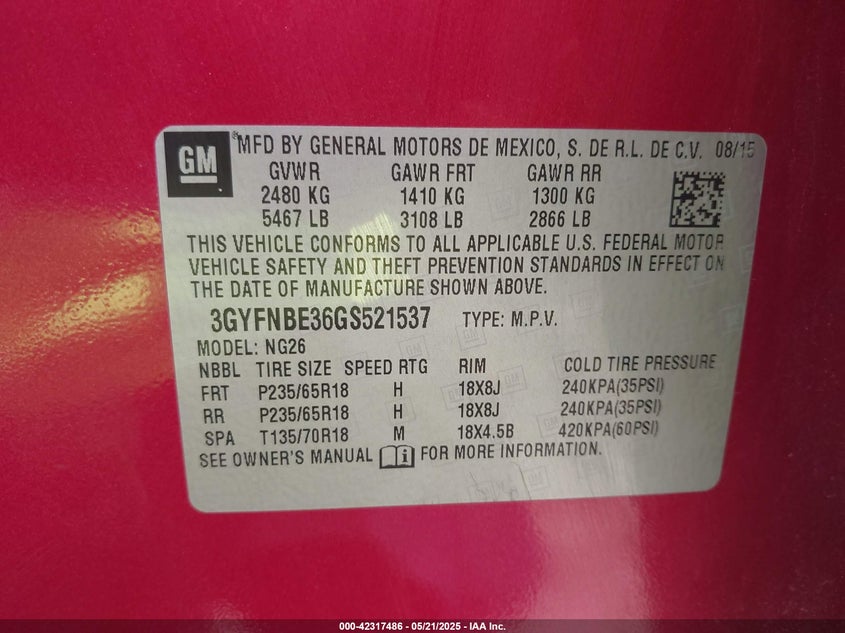 GM
® MFD BY GENERAL MOTORS DE MEXICO, S. DE R.L. DE C.V. 08/15
GVWR GAWR FRT GAWR RR
2480 KG 1410 KG 1300 KG
5467 LB 3108 LB 2866 LB
THIS VEHICLE CONFORMS TO ALL APPLICABLE U.S. FEDERAL MOTOR
VEHICLE SAFETY AND THEFT PREVENTION STANDARDS IN EFFECT ON
THE DATE OF MANUFACTURE SHOWN ABOVE.
3GYFNBE36GS521537 TYPE: M.P.V.
MODEL: NG26
NBBL TIRE SIZE SPEED RTG RIM COLD TIRE PRESSURE
FRT P235/65R18 H 18X8J 240KPA(35PSI)
RR P235/65R18 H 18X8J 240KPA(35PSI)
SPA T135/70R18 M 18X4.5B 420KPA(60PSI)
SEE OWNER'S MANUAL FOR MORE INFORMATION.
000-42317486 - 05/21/2025 - IAA Inc.